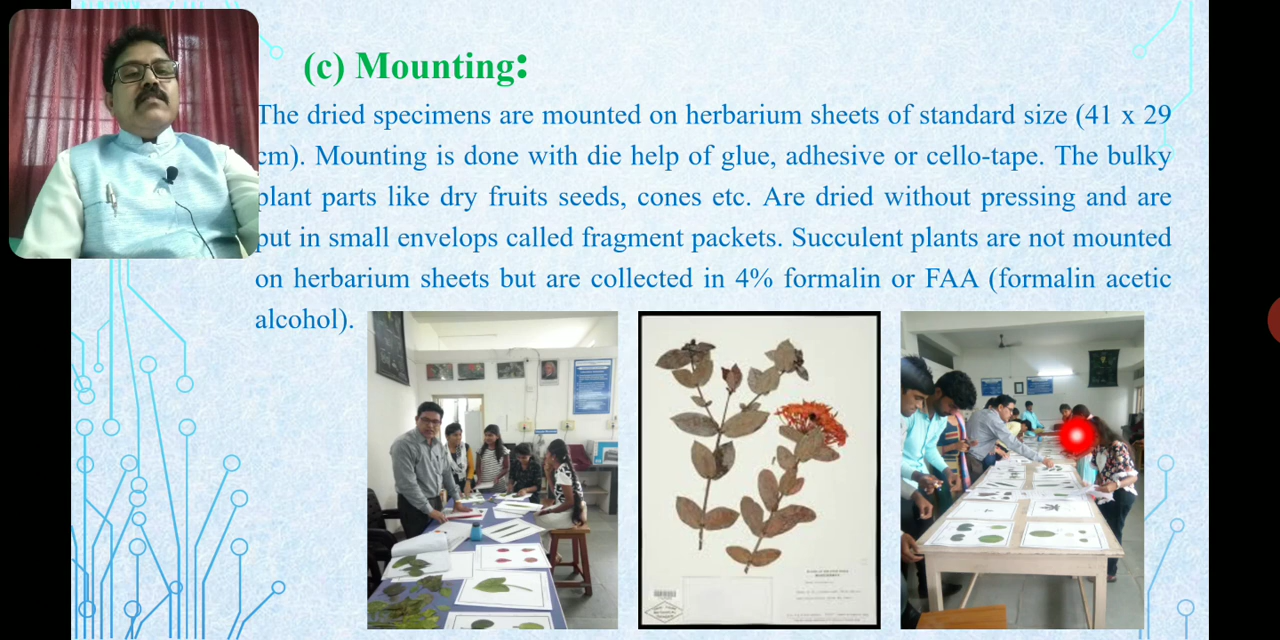 (c) Mounting:
The dried specimens are mounted on herbarium sheets of standard size (41 x 29
cm). Mounting is done with die help of glue, adhesive or cello-tape. The bulky
plant parts like dry fruits seeds, cones etc. Are dried without pressing and are
put in small envelops called fragment packets. Succulent plants are not mounted
on herbarium sheets but are collected in 4% formalin or FAA (formalin acetic
alcohol).